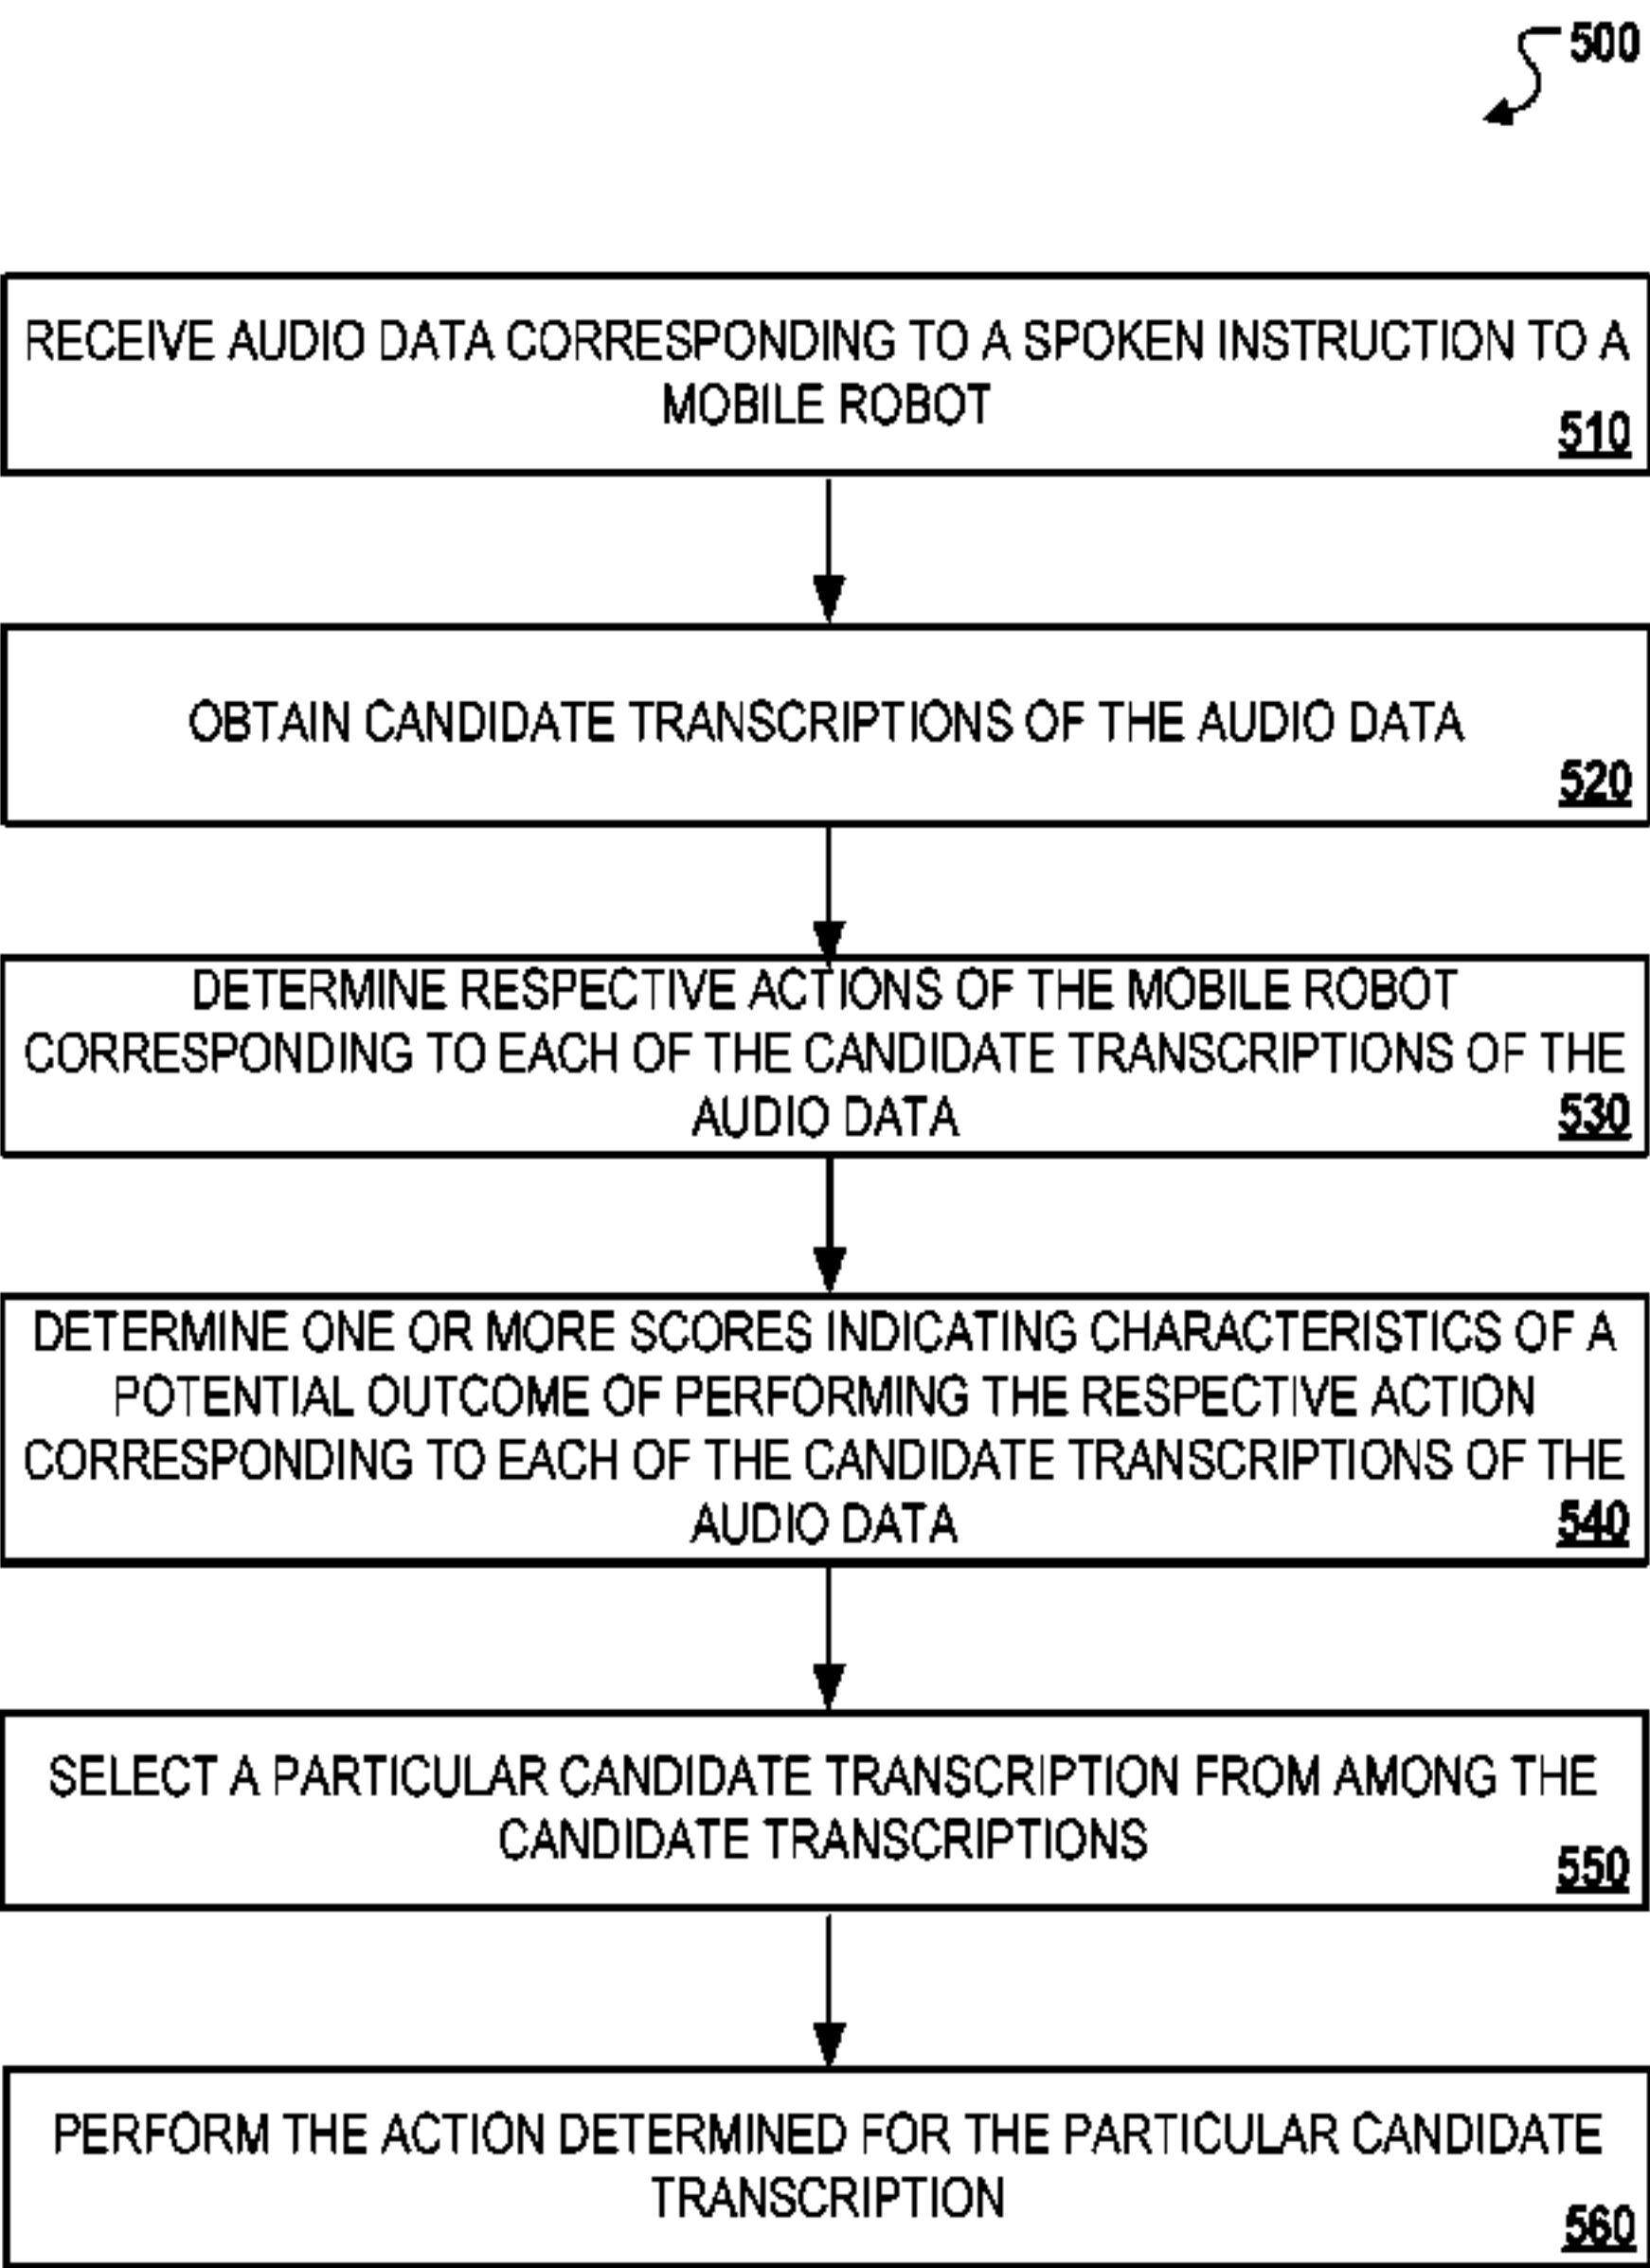 500
RECEIVE AUDIO DATA CORRESPONDING TO A SPOKEN INSTRUCTION TO A
MOBILE ROBOT
510
OBTAIN CANDIDATE TRANSCRIPTIONS OF THE AUDIO DATA
520
DETERMINE RESPECTIVE ACTIONS OF THE MOBILE ROBOT
CORRESPONDING TO EACH OF THE CANDIDATE TRANSCRIPTIONS OF THE
AUDIO DATA
530
DETERMINE ONE OR MORE SCORES INDICATING CHARACTERISTICS OF A
POTENTIAL OUTCOME OF PERFORMING THE RESPECTIVE ACTION
CORRESPONDING TO EACH OF THE CANDIDATE TRANSCRIPTIONS OF THE
AUDIO DATA
540
SELECT A PARTICULAR CANDIDATE TRANSCRIPTION FROM AMONG THE
CANDIDATE TRANSCRIPTIONS
550
PERFORM THE ACTION DETERMINED FOR THE PARTICULAR CANDIDATE
TRANSCRIPTION
560